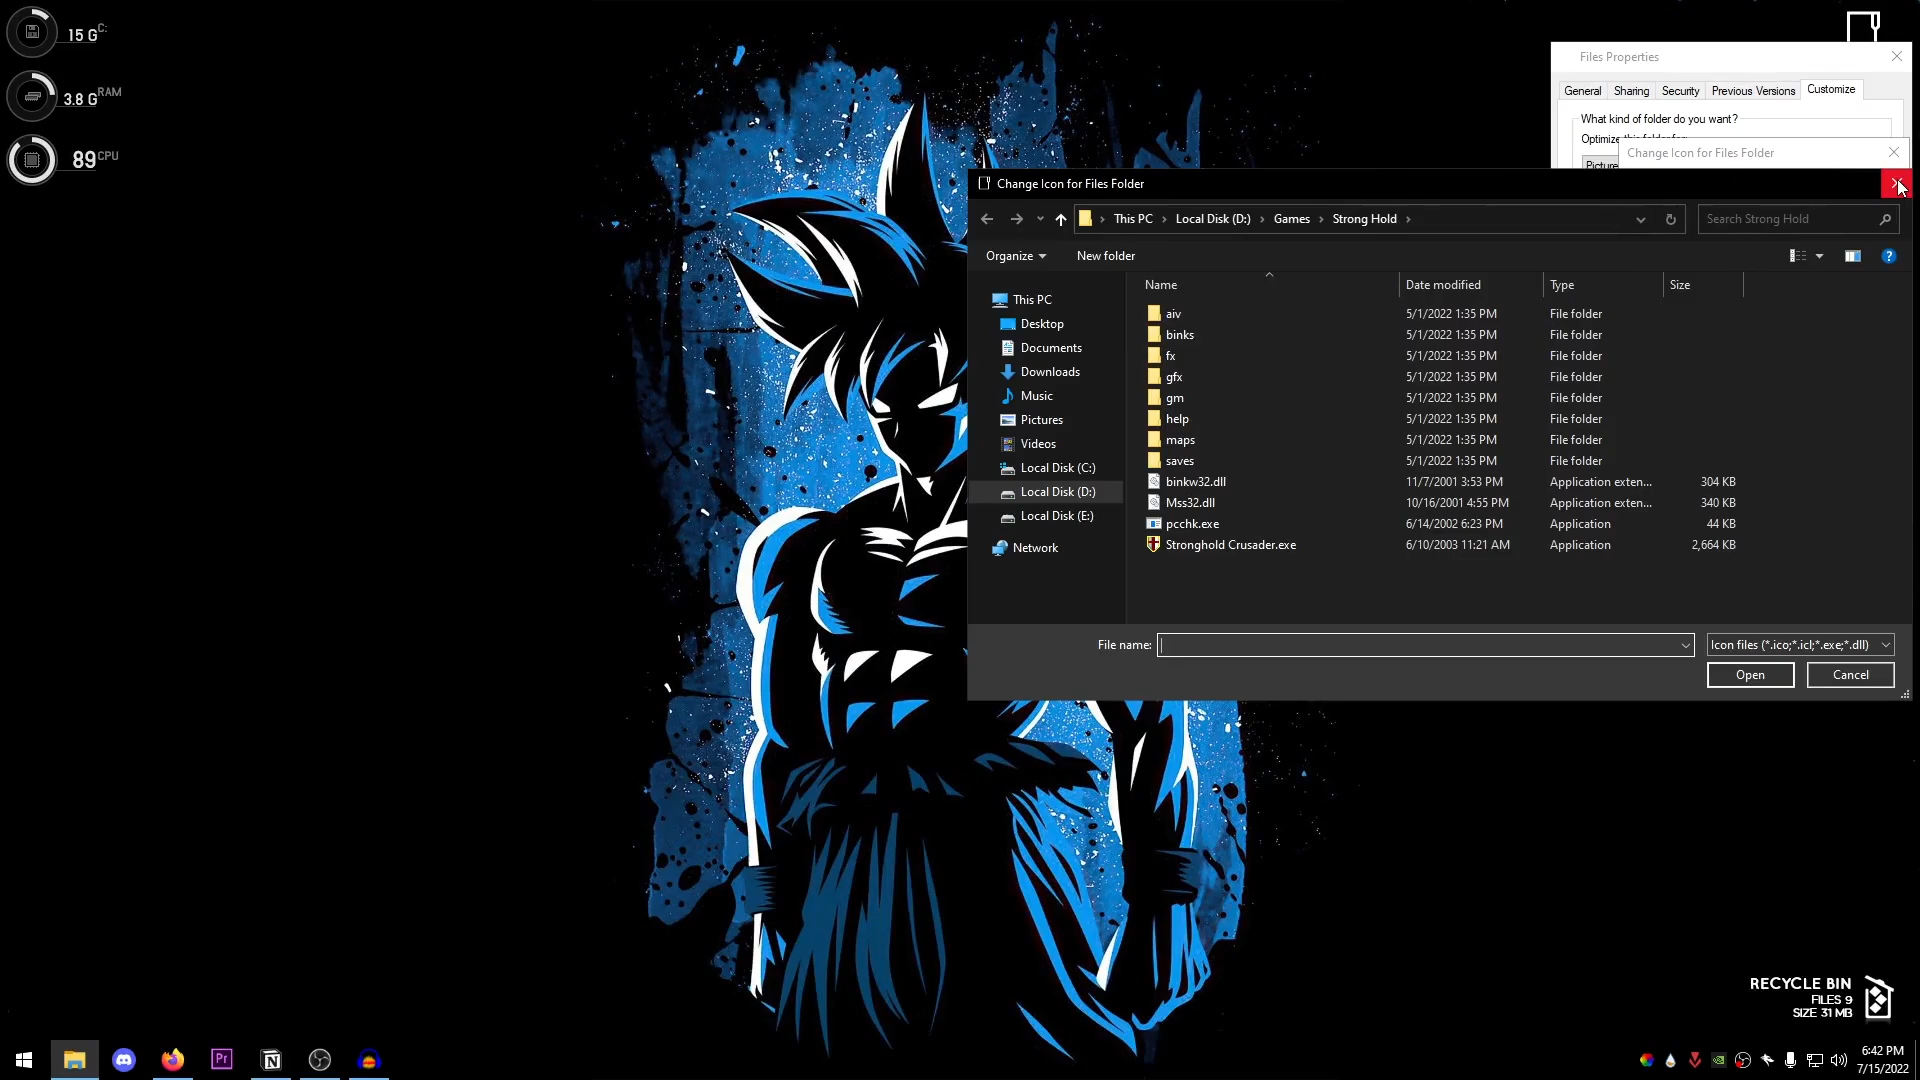 15 G C:
3.8 G RAM
89 CPU
Files Properties
General Sharing Security Previous Versions Customize
What kind of folder do you want?
Optimize
Change Icon for Files Folder
Picture
Change Icon for Files Folder
This PC Local Disk (D:) Games Strong Hold
Search Strong Hold
Organize New folder
Name Date modified Type Size
This PC
Desktop
Documents
Downloads
Music
Pictures
Videos
Local Disk (C:)
Local Disk (D:)
Local Disk (E:)
Network
aiv 5/1/2022 1:35 PM File folder
binks 5/1/2022 1:35 PM File folder
fx 5/1/2022 1:35 PM File folder
gfx 5/1/2022 1:35 PM File folder
gm 5/1/2022 1:35 PM File folder
help 5/1/2022 1:35 PM File folder
maps 5/1/2022 1:35 PM File folder
saves 5/1/2022 1:35 PM File folder
binkw32.dll 11/7/2001 3:53 PM Application exten... 304 KB
Mss32.dll 10/16/2001 4:55 PM Application exten... 340 KB
pcchk.exe 6/14/2002 6:23 PM Application 44 KB
Stronghold Crusader.exe 6/10/2003 11:21 AM Application 2,664 KB
File name: Icon files (*.ico;*.icl;*.exe;*.dll)
Open Cancel
RECYCLE BIN
FILES 9
SIZE 31 MB
Pr
6:42 PM
7/15/2022